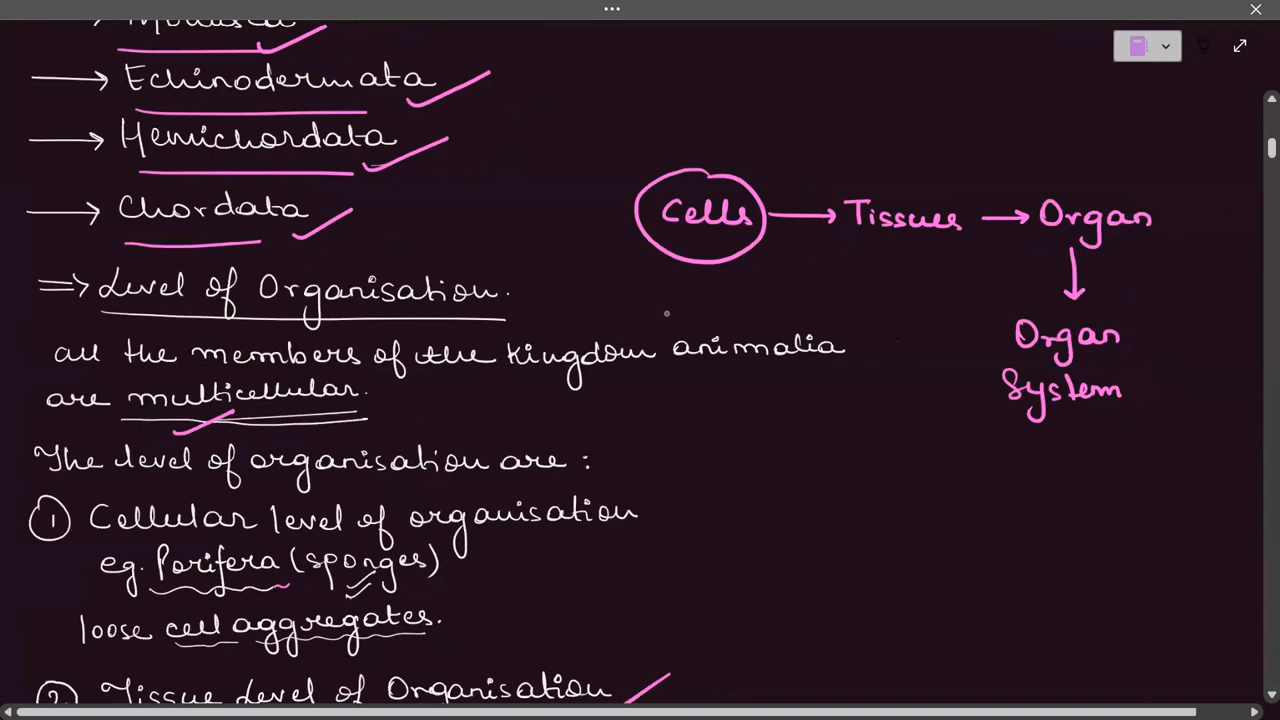 → Echinodermata
→ Hemichordata
→ Chordata
Cells → Tissues → Organ
↓
Organ
System
⇒ Level of Organisation.
all the members of the kingdom animalia
are multicellular.
The level of organisation are :
① Cellular level of organisation
eg. Porifera (sponges)
loose cell aggregates.
② Tissue Level of Organisation